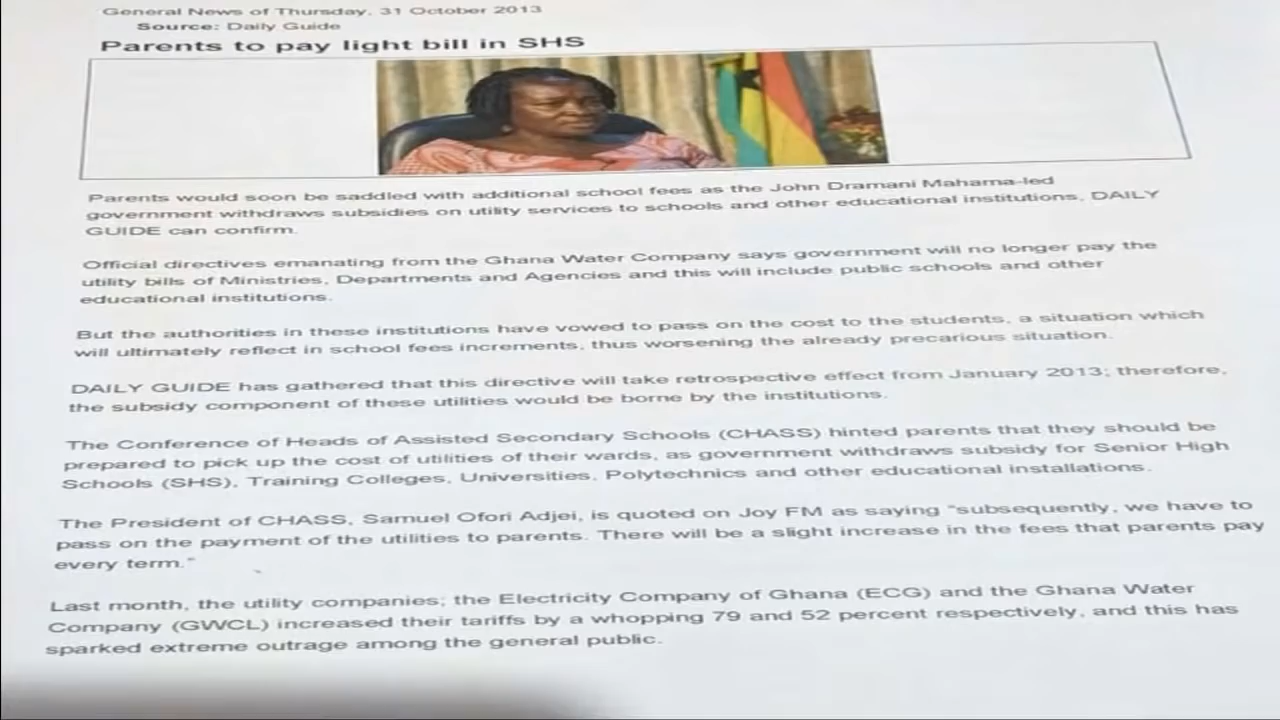 General News of Thursday, 31 October 2013
Source: Daily Guide
Parents to pay light bill in SHS
Parents would soon be saddled with additional school fees as the John Dramani Mahama-led
government withdraws subsidies on utility services to schools and other educational institutions, DAILY
GUIDE can confirm.
Official directives emanating from the Ghana Water Company says government will no longer pay the
utility bills of Ministries, Departments and Agencies and this will include public schools and other
educational institutions.
But the authorities in these institutions have vowed to pass on the cost to the students, a situation which
will ultimately reflect in school fees increments, thus worsening the already precarious situation.
DAILY GUIDE has gathered that this directive will take retrospective effect from January 2013; therefore,
the subsidy component of these utilities would be borne by the institutions.
The Conference of Heads of Assisted Secondary Schools (CHASS) hinted parents that they should be
prepared to pick up the cost of utilities of their wards, as government withdraws subsidy for Senior High
Schools (SHS), Training Colleges, Universities, Polytechnics and other educational installations.
The President of CHASS, Samuel Ofori Adjei, is quoted on Joy FM as saying "subsequently, we have to
pass on the payment of the utilities to parents. There will be a slight increase in the fees that parents pay
every term."
Last month, the utility companies; the Electricity Company of Ghana (ECG) and the Ghana Water
Company (GWCL) increased their tariffs by a whopping 79 and 52 percent respectively, and this has
sparked extreme outrage among the general public.